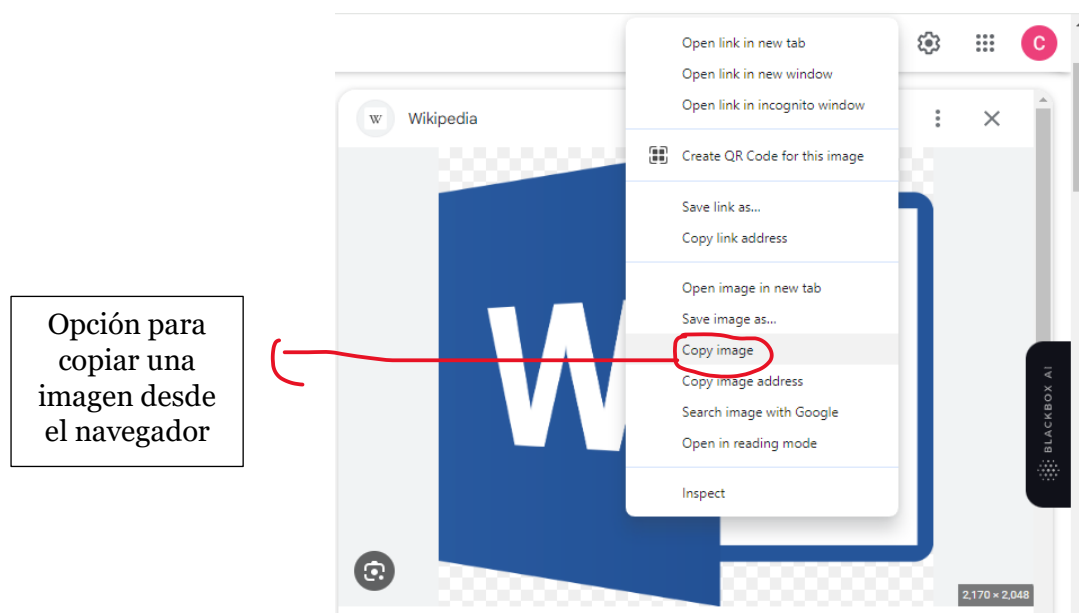 Open link in new tab
C
Open link in new window
Open link in incognito window
W Wikipedia
Create QR Code for this image
Save link as...
Copy link address
Open image in new tab
Save image as...
Copy image
Copy image address
Search image with Google
Open in reading mode
Inspect
Opción para
copiar una
imagen desde
el navegador
W
BLACKBOX AI
2,170 × 2,048